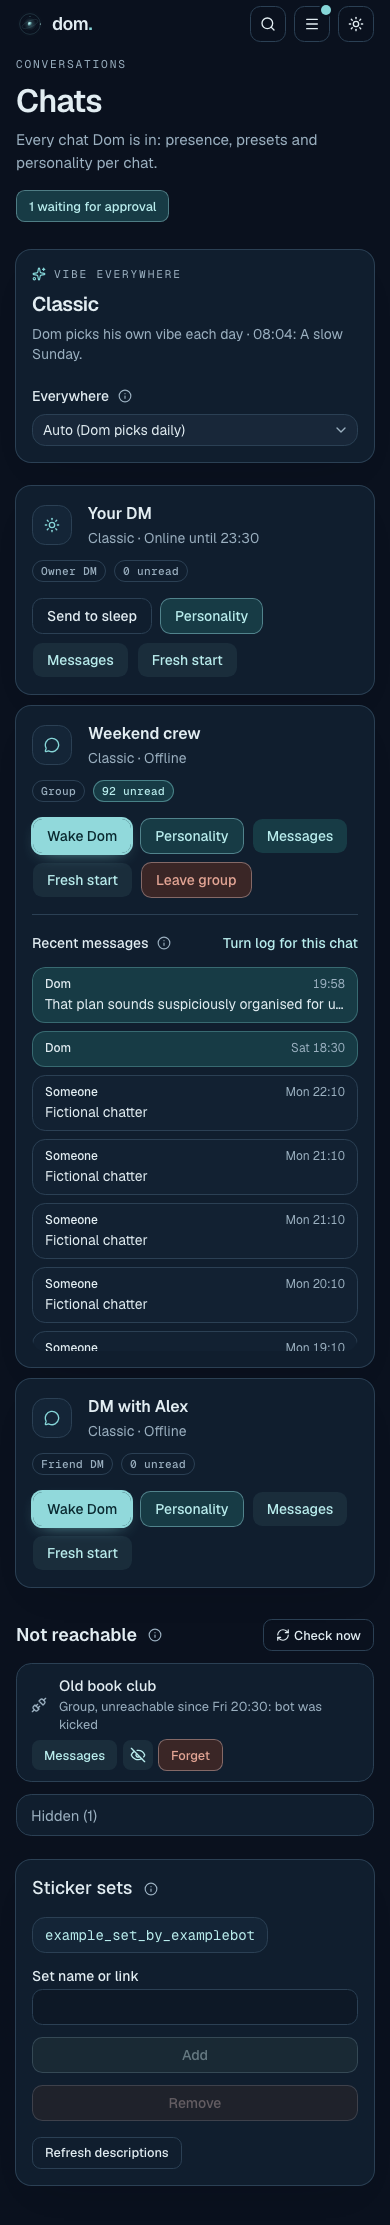 dom.
CONVERSATIONS
Chats
Every chat Dom is in: presence, presets and
personality per chat.
1 waiting for approval
VIBE EVERYWHERE
Classic
Dom picks his own vibe each day · 08:04: A slow
Sunday.
Everywhere
Auto (Dom picks daily)
Your DM
Classic · Online until 23:30
Owner DM 0 unread
Send to sleep Personality
Messages Fresh start
Weekend crew
Classic · Offline
Group 92 unread
Wake Dom Personality Messages
Fresh start Leave group
Recent messages Turn log for this chat
Dom 19:58
That plan sounds suspiciously organised for u…
Dom Sat 18:30
Someone Mon 22:10
Fictional chatter
Someone Mon 21:10
Fictional chatter
Someone Mon 21:10
Fictional chatter
Someone Mon 20:10
Fictional chatter
Someone Mon 19:10
DM with Alex
Classic · Offline
Friend DM 0 unread
Wake Dom Personality Messages
Fresh start
Not reachable Check now
Old book club
Group, unreachable since Fri 20:30: bot was
kicked
Messages Forget
Hidden (1)
Sticker sets
example_set_by_examplebot
Set name or link
Add
Remove
Refresh descriptions